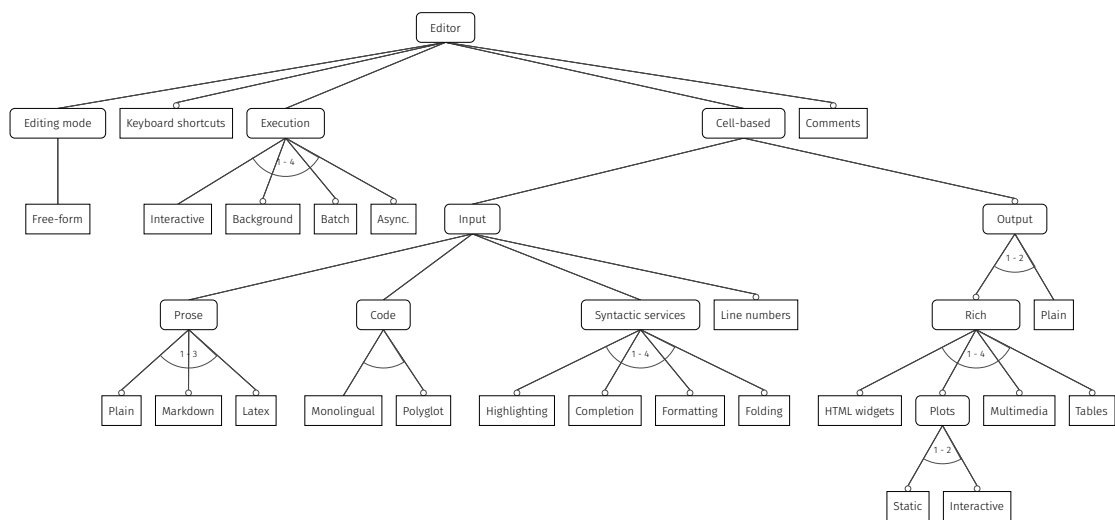 Editor
Editing mode
Keyboard shortcuts
Execution
Cell-based
Comments
1 - 4
Free-form
Interactive
Background
Batch
Async.
Input
Output
1 - 2
Prose
Code
Syntactic services
Line numbers
Rich
Plain
1 - 3
1 - 4
1 - 4
Plain
Markdown
Latex
Monolingual
Polyglot
Highlighting
Completion
Formatting
Folding
HTML widgets
Plots
Multimedia
Tables
1 - 2
Static
Interactive